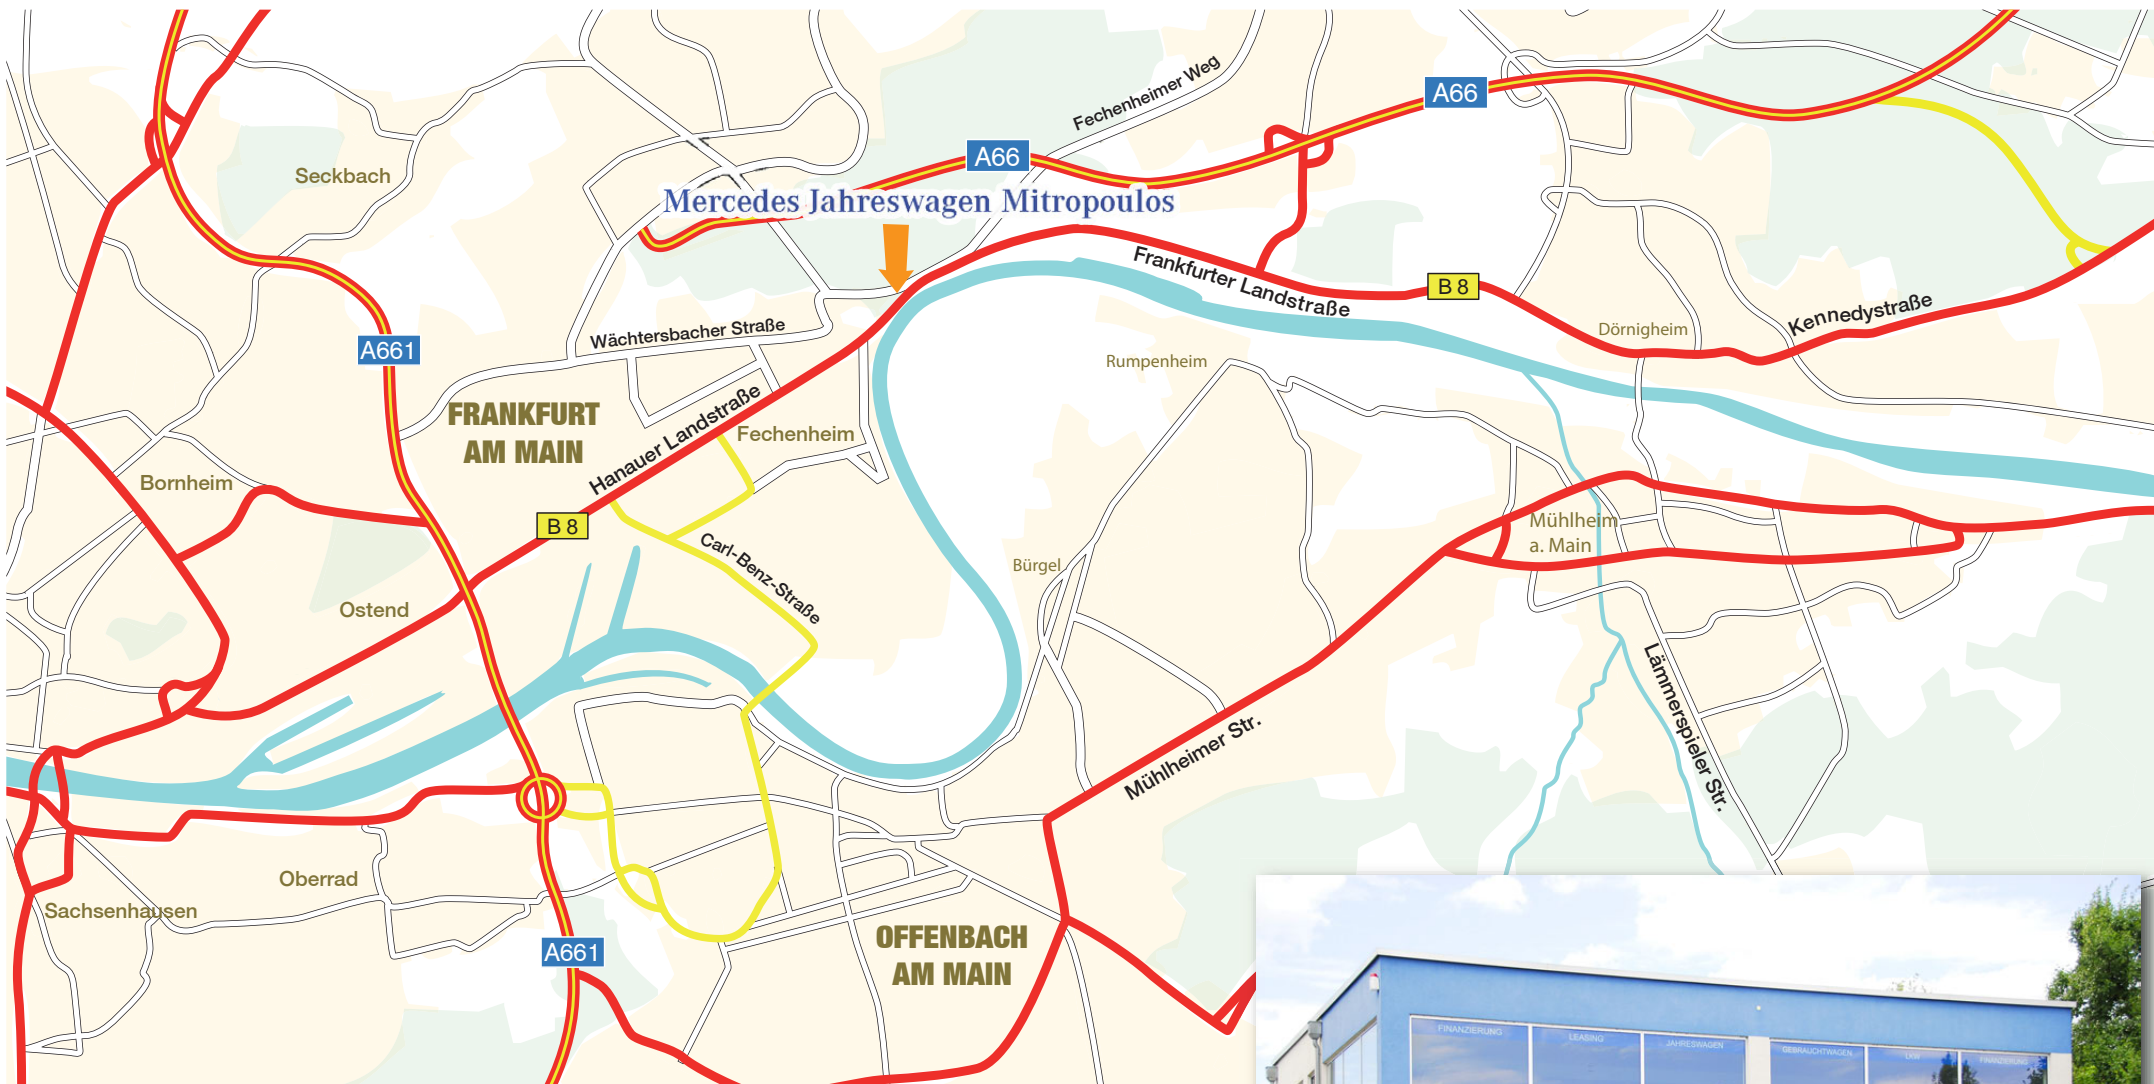 Fechenheimer Weg
A66
A66
Seckbach
Mercedes Jahreswagen Mitropoulos
Frankfurter Landstraße
B 8
Kennedystraße
Dörnigheim
Wächtersbacher Straße
A661
Rumpenheim
FRANKFURT
AM MAIN
Hanauer Landstraße
Fechenheim
Bornheim
B 8
Mühlheim
a. Main
Carl-Benz-Straße
Bürgel
Ostend
Lämmerspieler Str.
Mühlheimer Str.
Oberrad
Sachsenhausen
OFFENBACH
AM MAIN
A661
FINANZIERUNG
LEASING
JAHRESWAGEN
GEBRAUCHTWAGEN
LKW
FINANZIERUNG